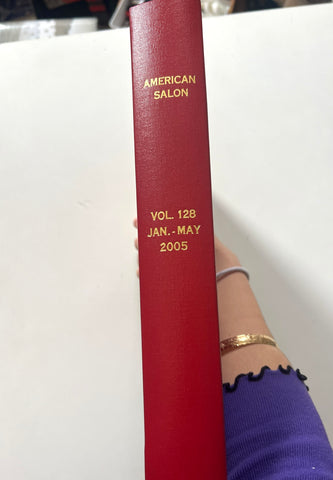 AMERICAN
SALON
VOL. 128
JAN.-MAY
2005